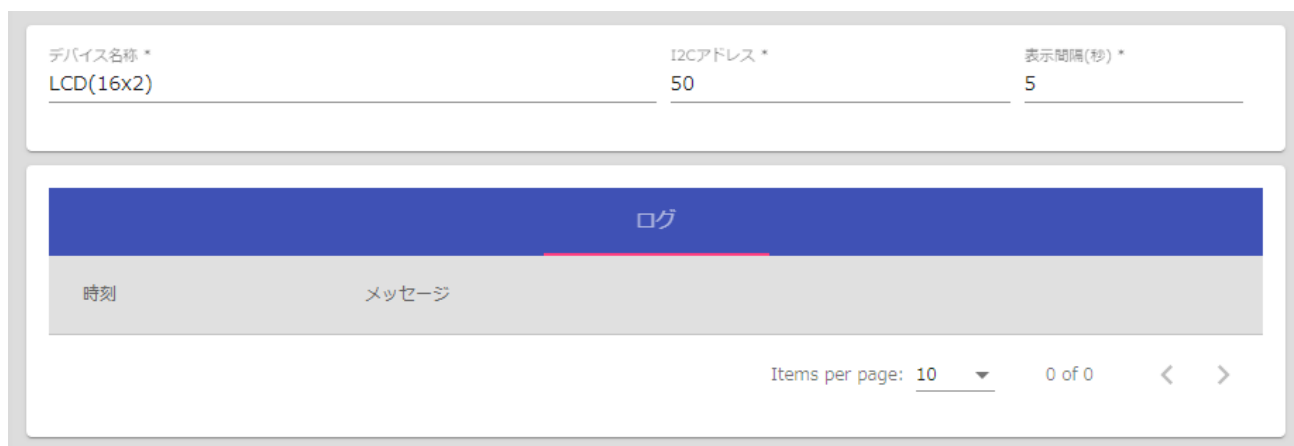 デバイス名称 * I2Cアドレス * 表示間隔(秒) *
LCD(16x2) 50 5
ログ
時刻 メッセージ
Items per page: 10 0 of 0